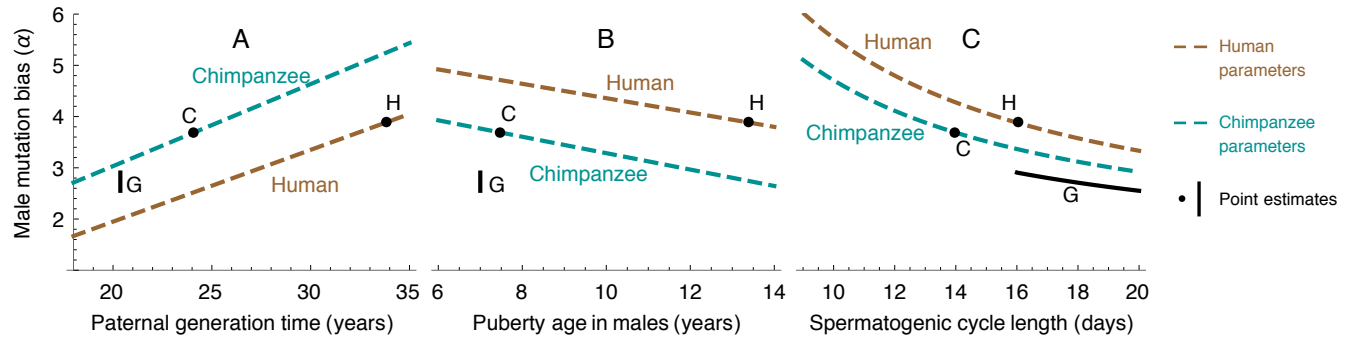 Male mutation bias (α)
6
5
4
3
2
A
Chimpanzee
C
H
G
Human
20
25
30
35
Paternal generation time (years)
B
Human
H
C
G
Chimpanzee
6
8
10
12
14
Puberty age in males (years)
C
Human
H
Chimpanzee
C
G
10
12
14
16
18
20
Spermatogenic cycle length (days)
Human
parameters
Chimpanzee
parameters
Point estimates